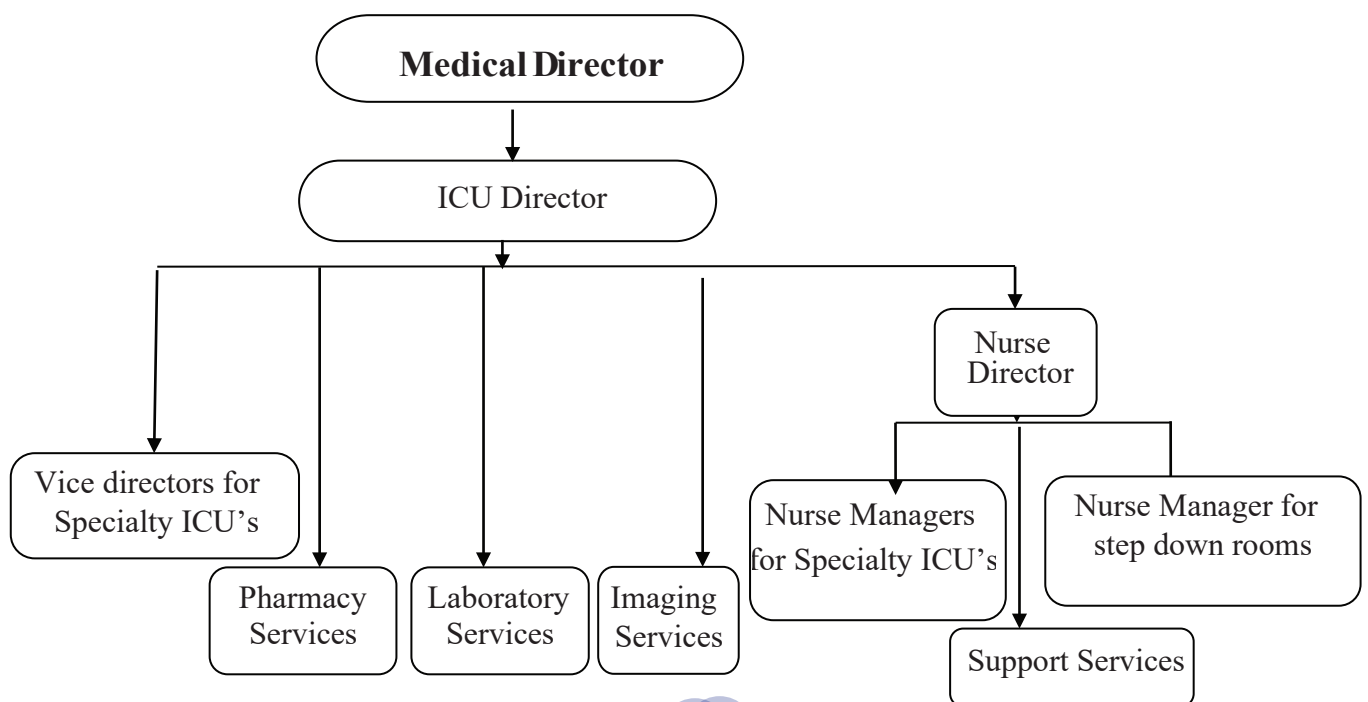 Medical Director
ICU Director
Nurse
Director
Vice directors for
Specialty ICU’s
Pharmacy
Services
Laboratory
Services
Imaging
Services
Nurse Managers
for Specialty ICU’s
Nurse Manager for
step down rooms
Support Services